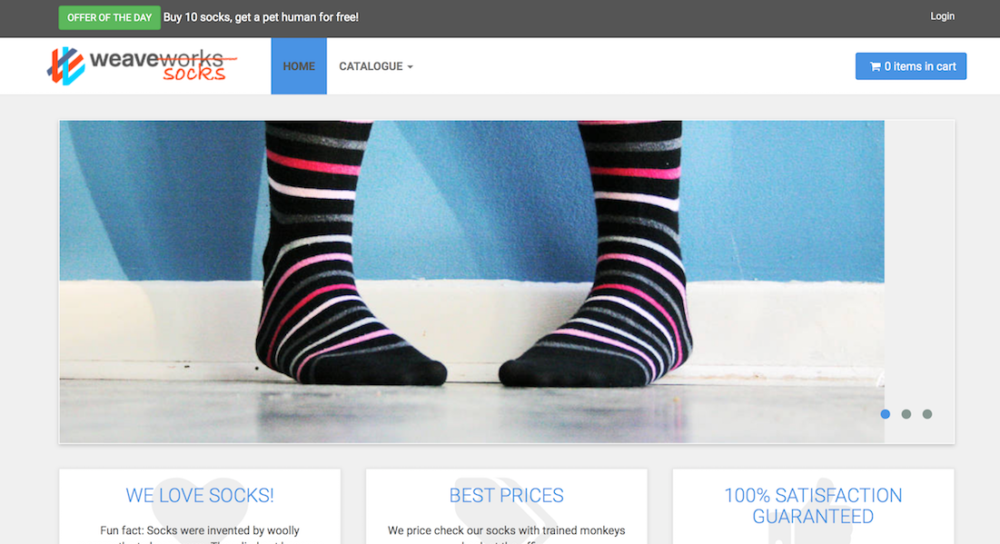 OFFER OF THE DAY Buy 10 socks, get a pet human for free!
Login
weaveworks
socks
HOME
CATALOGUE
0 items in cart
WE LOVE SOCKS!
Fun fact: Socks were invented by woolly
BEST PRICES
We price check our socks with trained monkeys
100% SATISFACTION
GUARANTEED